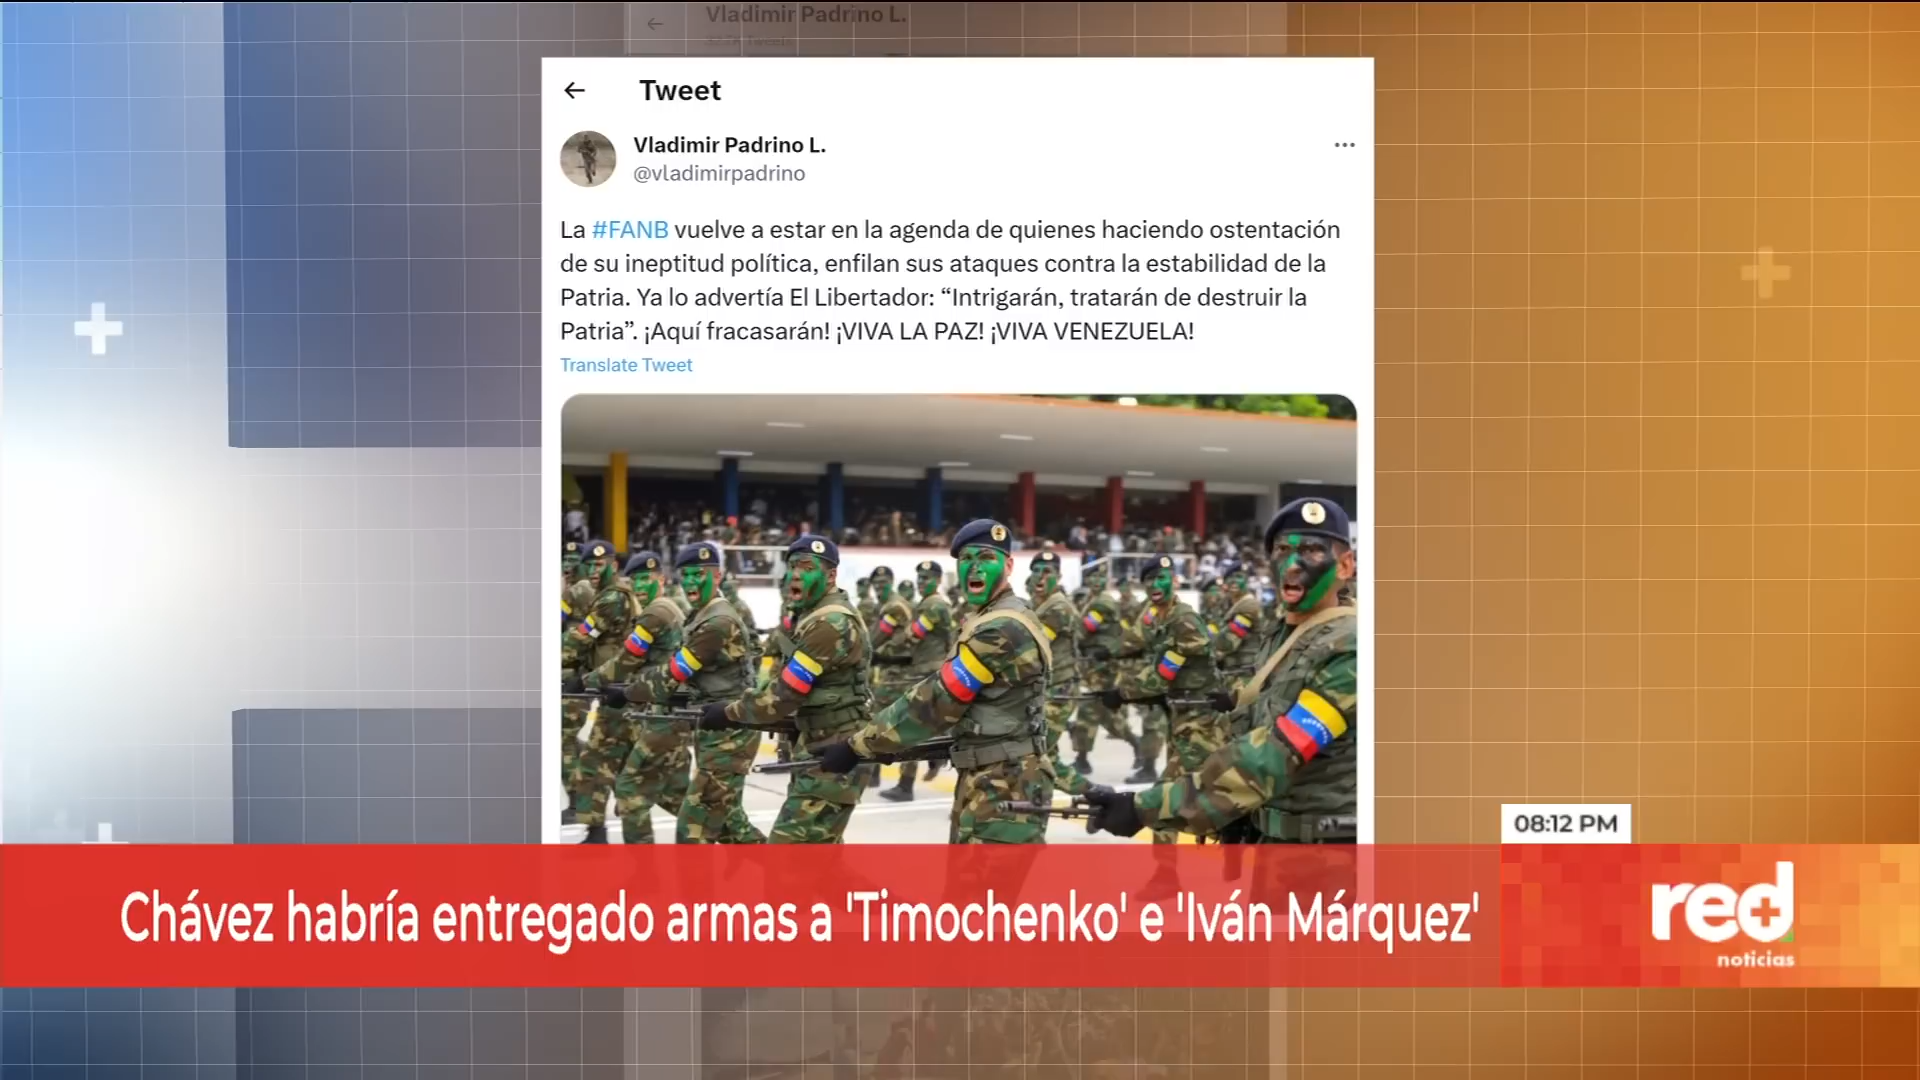 Vladimir Padrino L.
Tweet
Vladimir Padrino L.
@vladimirpadrino
La #FANB vuelve a estar en la agenda de quienes haciendo ostentación
de su ineptitud política, enfilan sus ataques contra la estabilidad de la
Patria. Ya lo advertía El Libertador: “Intrigarán, tratarán de destruir la
Patria”. ¡Aquí fracasarán! ¡VIVA LA PAZ! ¡VIVA VENEZUELA!
Translate Tweet
08:12 PM
Chávez habría entregado armas a 'Timochenko' e 'Iván Márquez'
red+
noticias